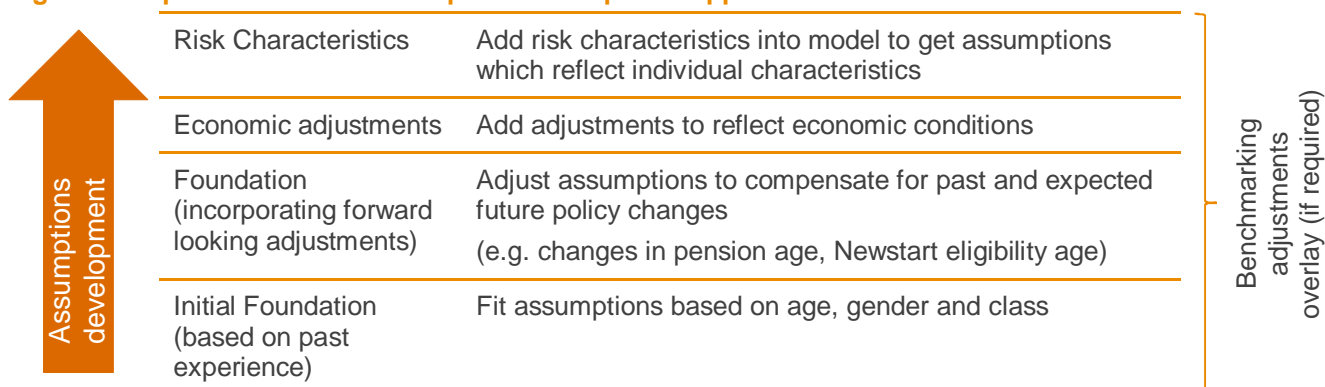 Assumptions
development
Risk Characteristics
Add risk characteristics into model to get assumptions
which reflect individual characteristics
Economic adjustments
Add adjustments to reflect economic conditions
Foundation
(incorporating forward
looking adjustments)
Adjust assumptions to compensate for past and expected
future policy changes
(e.g. changes in pension age, Newstart eligibility age)
Initial Foundation
(based on past
experience)
Fit assumptions based on age, gender and class
Benchmarking
adjustments
overlay (if required)